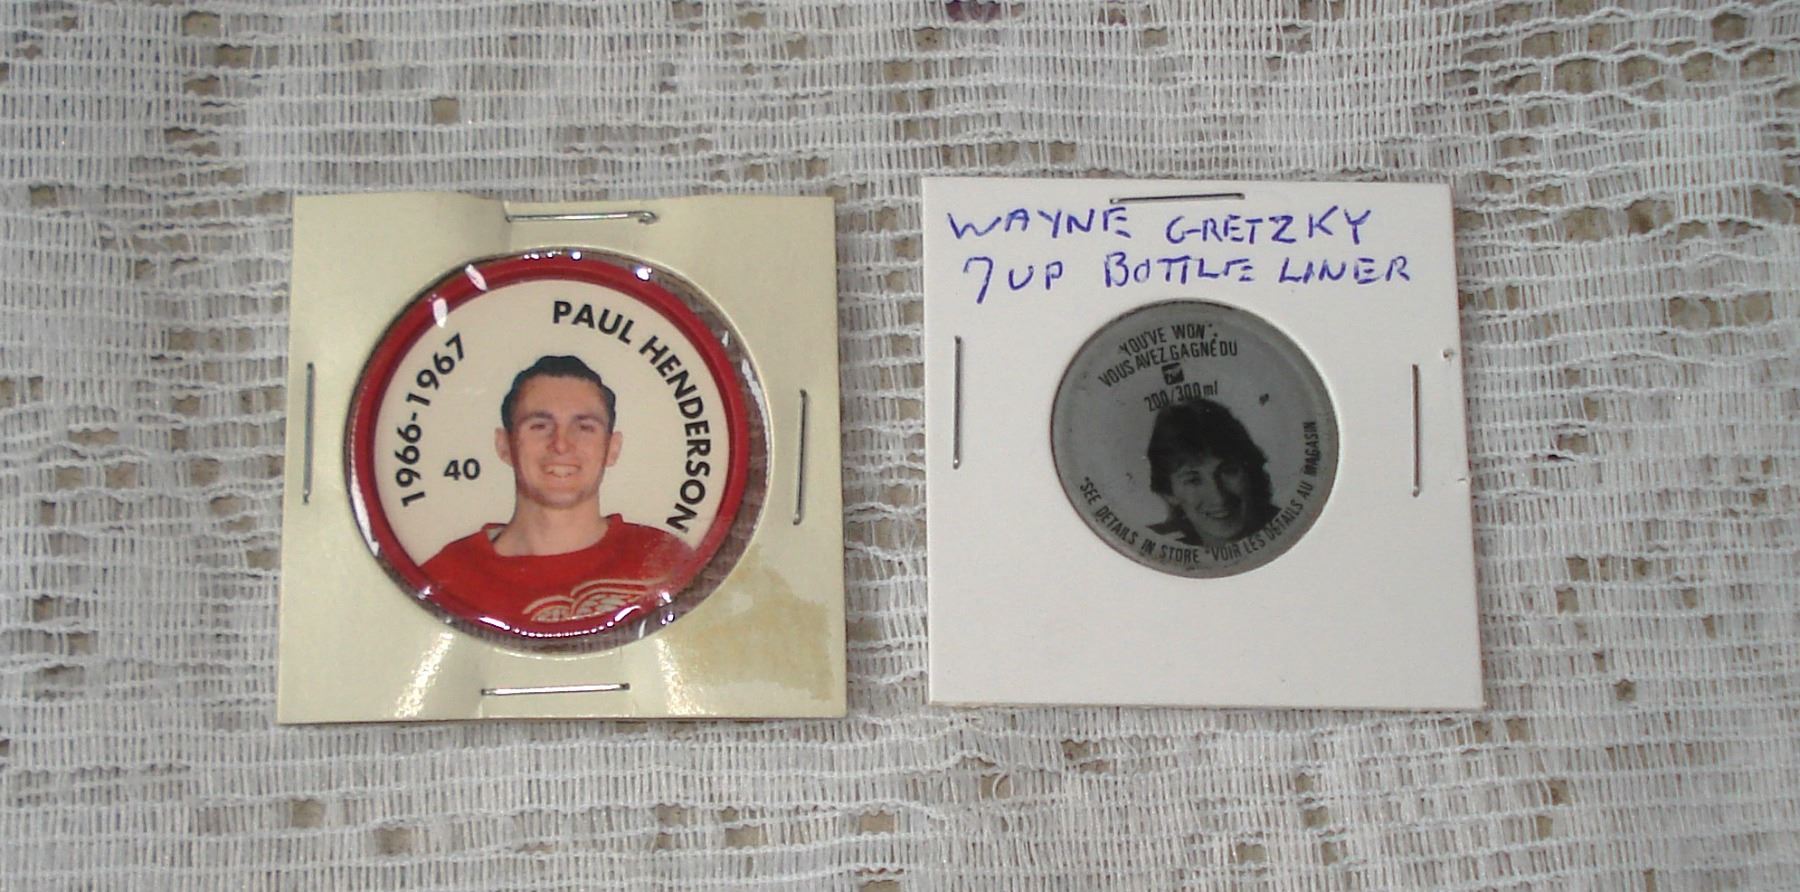 1966-1967
PAUL HENDERSON
40
WAYNE GRETZKY
7UP BOTTLE LINER
"YOU'VE WON"
VOUS AVEZ GAGNÉ DU
200/300 ml
*SEE DETAILS IN STORE *VOIR LES DÉTAILS AU MAGASIN